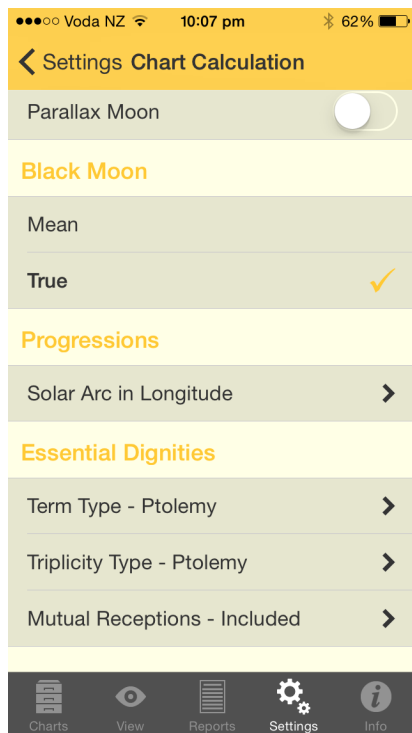 Voda NZ 10:07 pm 62%
Settings Chart Calculation
Parallax Moon
Black Moon
Mean
True
Progressions
Solar Arc in Longitude
Essential Dignities
Term Type - Ptolemy
Triplicity Type - Ptolemy
Mutual Receptions - Included
Charts View Reports Settings Info